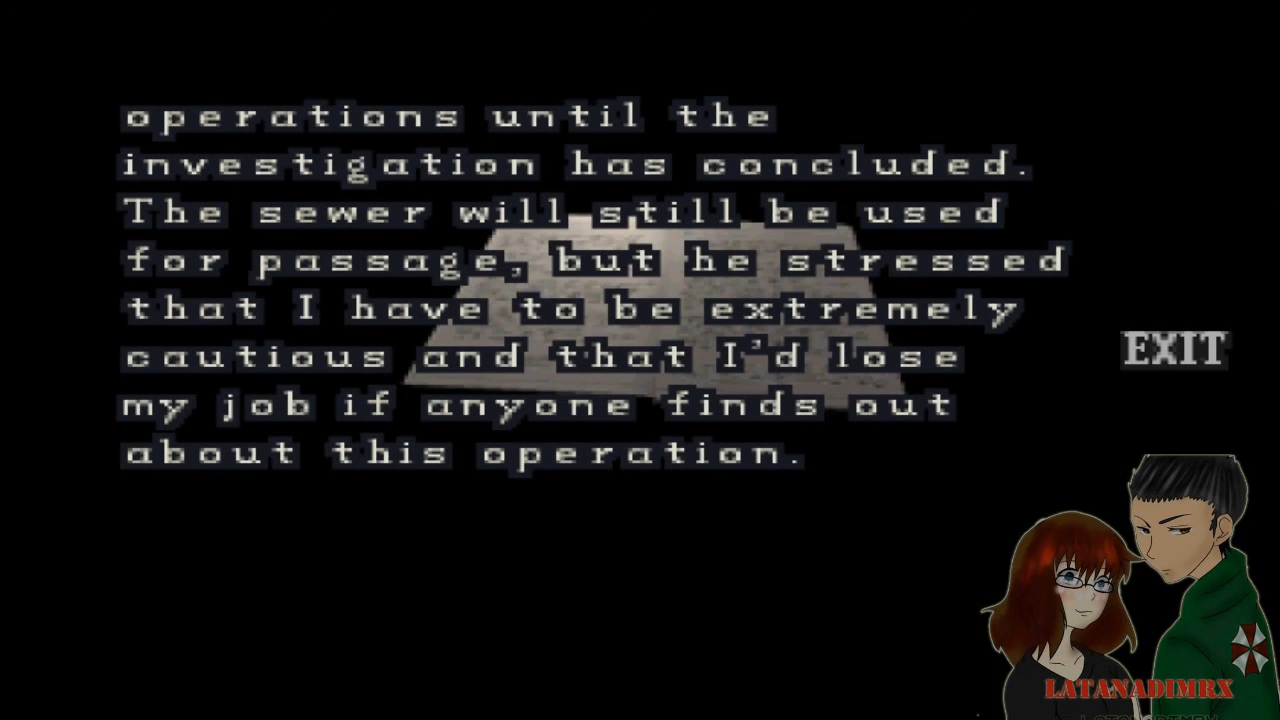 operations until the
investigation has concluded.
The sewer will still be used
for passage, but he stressed
that I have to be extremely
cautious and that I'd lose
my job if anyone finds out
about this operation.
EXIT
LATANADIMRX